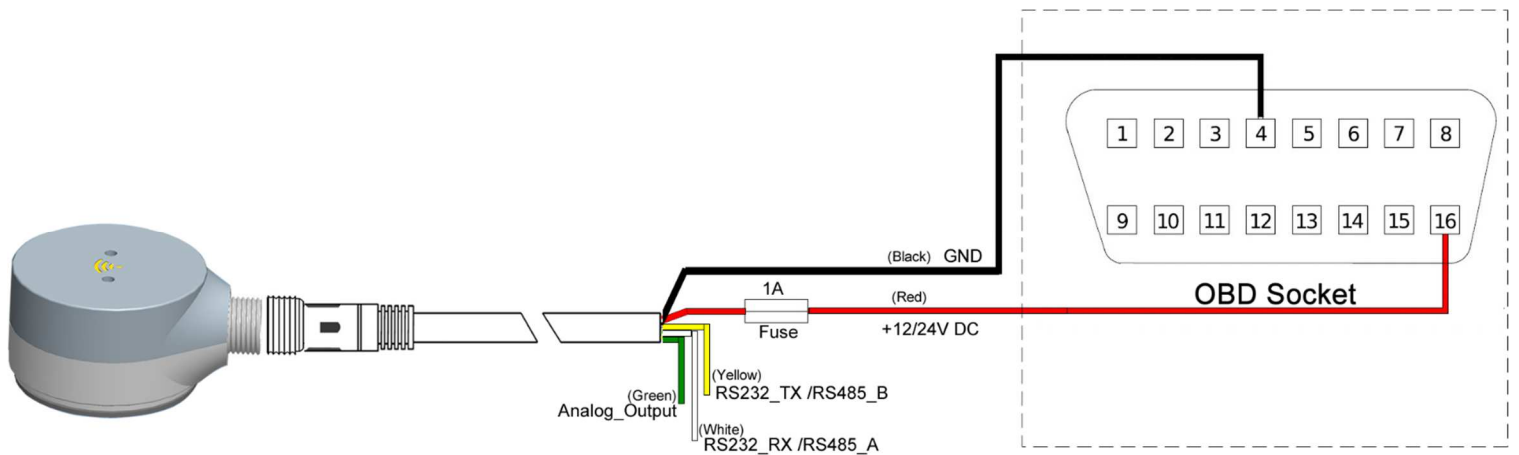 1 2 3 4 5 6 7 8
9 10 11 12 13 14 15 16
OBD Socket
(Black) GND
1A
Fuse
(Red)
+12/24V DC
(Yellow)
RS232_TX /RS485_B
(Green)
Analog_Output
(White)
RS232_RX /RS485_A